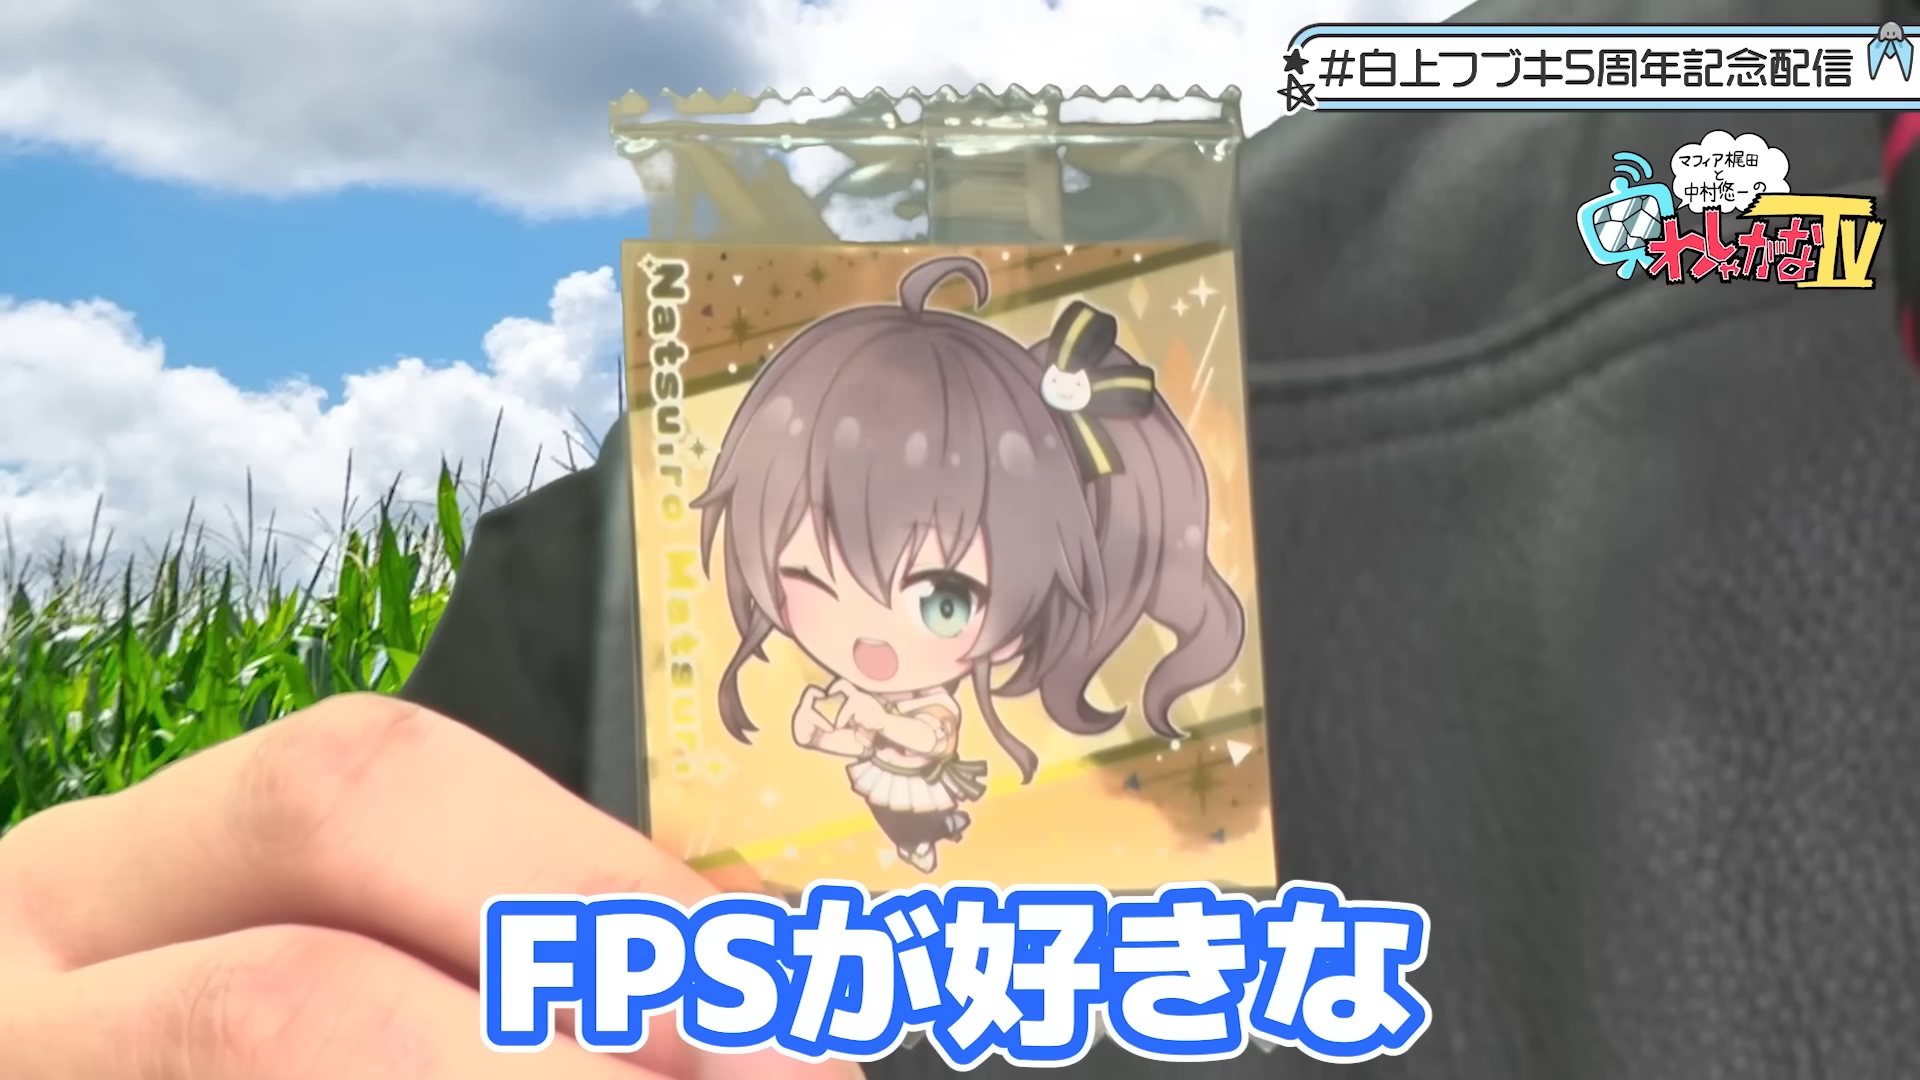 #白上フブキ5周年記念配信
マフィア梶田
と
中村悠一の
わしゃがなTV
Natsuiro Matsuri
FPSが好きな